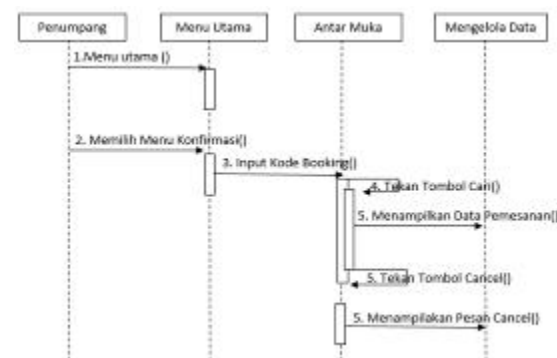 Penumpang
Menu Utama
Antar Muka
Mengelola Data
1.Menu utama ()
2. Memilih Menu Konfirmasi()
3. Input Kode Booking()
4. Tekan Tombol Cari()
5. Menampilkan Data Pemesanan()
5. Tekan Tombol Cancel()
5. Menampilakan Pesan Cancel()